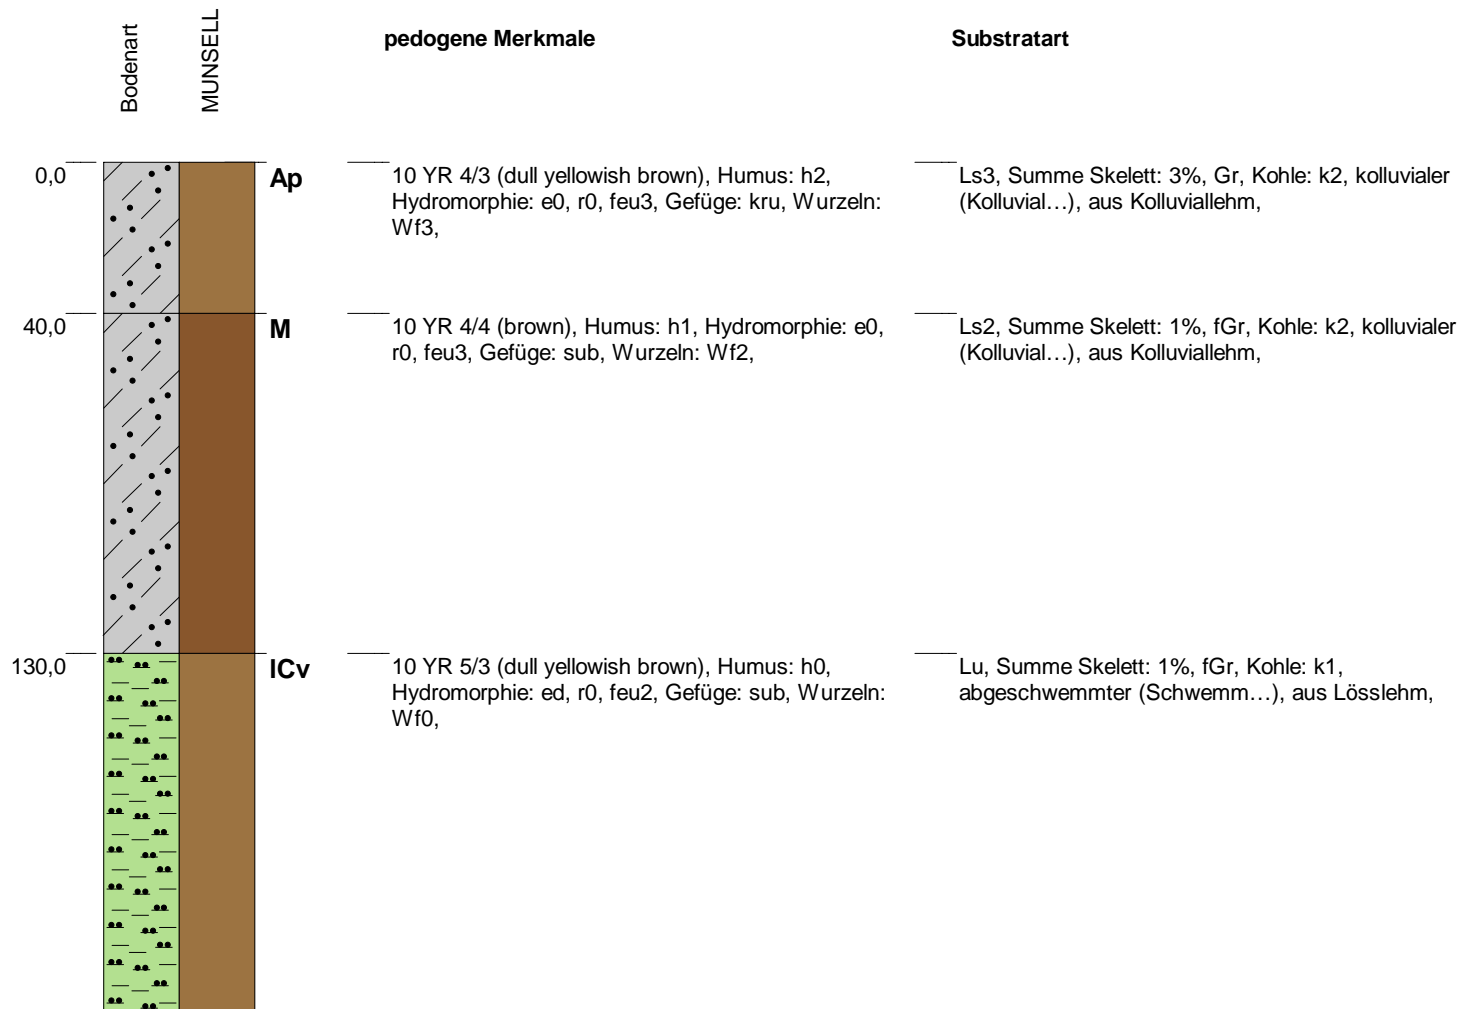 Bodenart
MUNSELL
pedogene Merkmale
Substratart
0,0
Ap
10 YR 4/3 (dull yellowish brown), Humus: h2,
Hydromorphie: e0, r0, feu3, Gefüge: kru, Wurzeln:
Wf3,
Ls3, Summe Skelett: 3%, Gr, Kohle: k2, kolluvialer
(Kolluvial…), aus Kolluviallehm,
40,0
M
10 YR 4/4 (brown), Humus: h1, Hydromorphie: e0,
r0, feu3, Gefüge: sub, Wurzeln: Wf2,
Ls2, Summe Skelett: 1%, fGr, Kohle: k2, kolluvialer
(Kolluvial…), aus Kolluviallehm,
130,0
ICv
10 YR 5/3 (dull yellowish brown), Humus: h0,
Hydromorphie: ed, r0, feu2, Gefüge: sub, Wurzeln:
Wf0,
Lu, Summe Skelett: 1%, fGr, Kohle: k1,
abgeschwemmter (Schwemm…), aus Lösslehm,